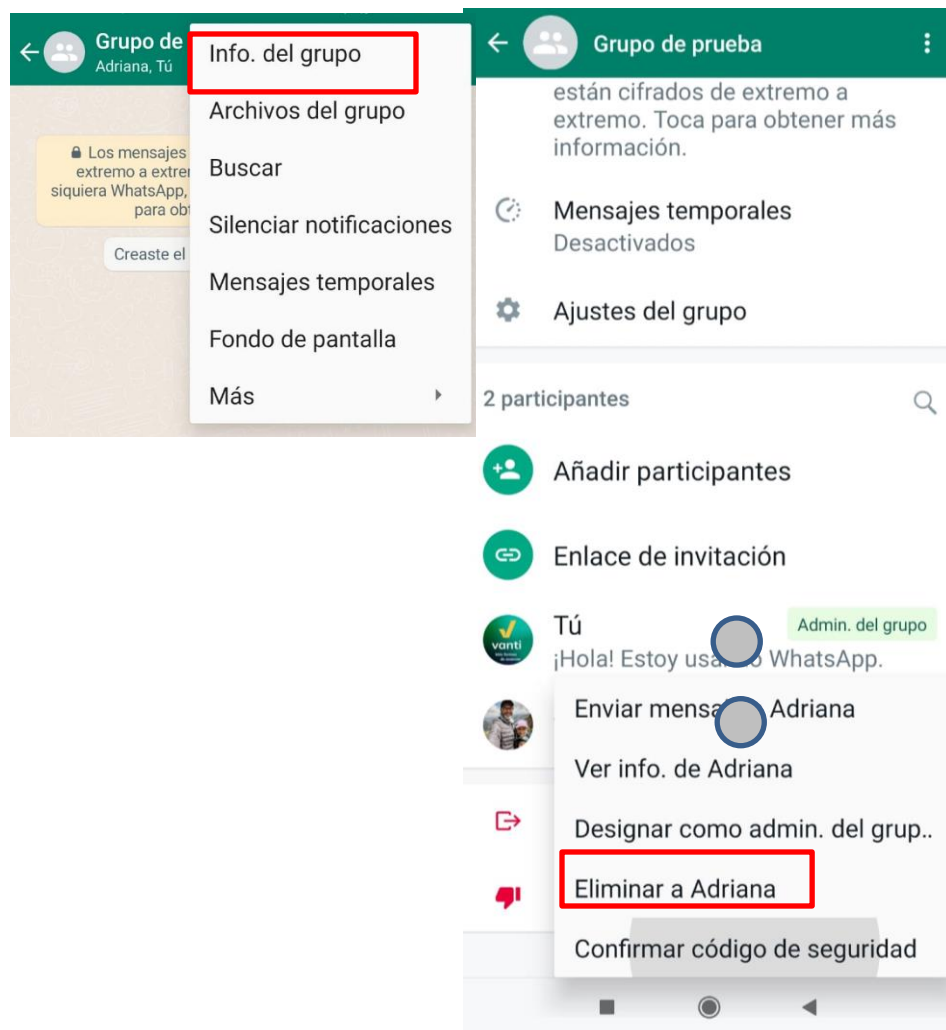 Grupo de
Adriana, Tú
Los mensajes
extremo a extre
siquiera WhatsApp,
para obt
Creaste el
Info. del grupo
Archivos del grupo
Buscar
Silenciar notificaciones
Mensajes temporales
Fondo de pantalla
Más
Grupo de prueba
están cifrados de extremo a
extremo. Toca para obtener más
información.
Mensajes temporales
Desactivados
Ajustes del grupo
2 participantes
Añadir participantes
Enlace de invitación
vanti
Tú
Admin. del grupo
¡Hola! Estoy usa o WhatsApp.
Enviar mensa Adriana
Ver info. de Adriana
Designar como admin. del grup..
Eliminar a Adriana
Confirmar código de seguridad